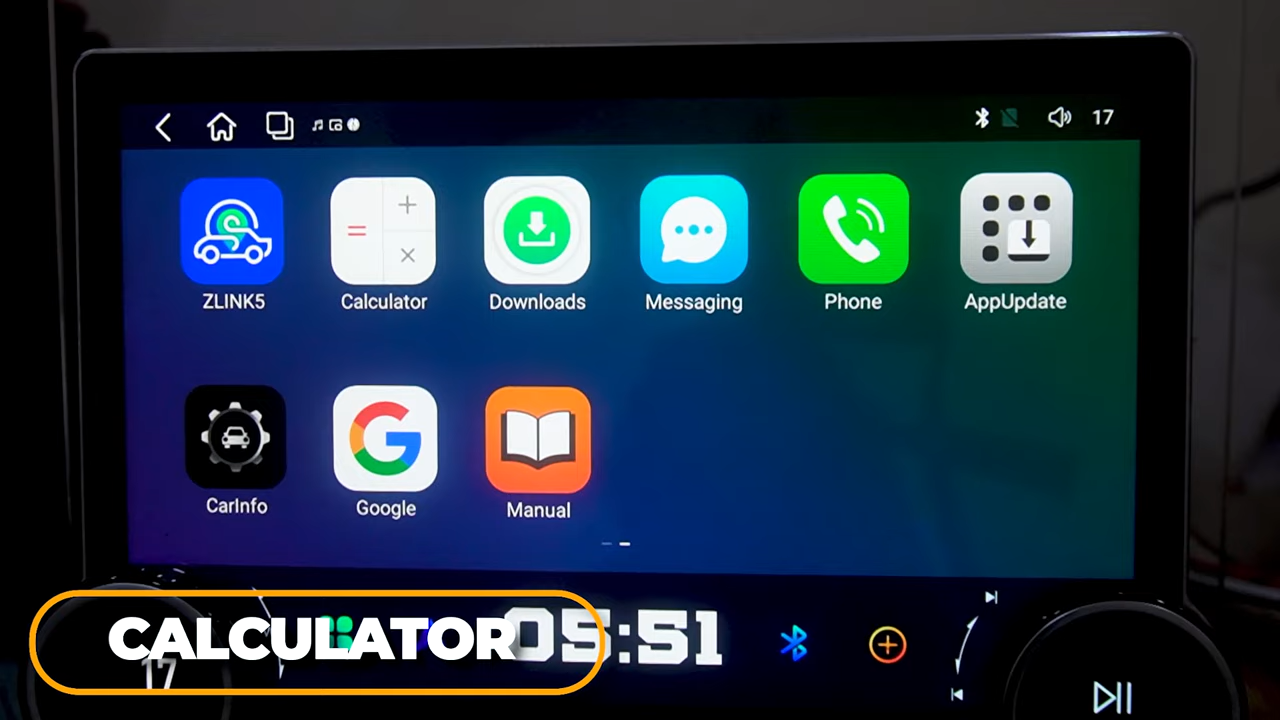 17
ZLINK5
Calculator
Downloads
Messaging
Phone
AppUpdate
CarInfo
Google
Manual
CALCULATOR
05:51
17